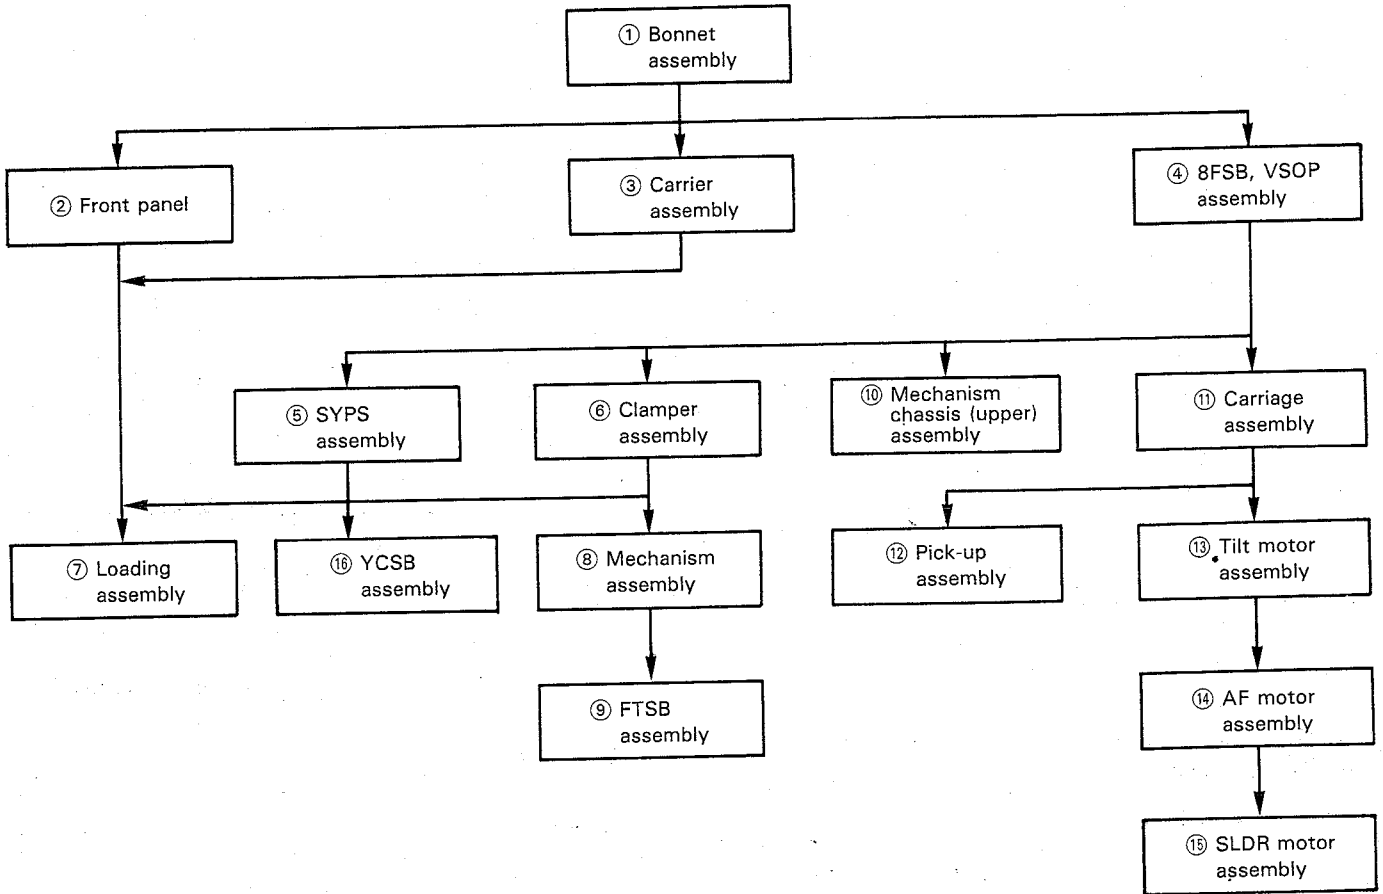 ① Bonnet
assembly
② Front panel
③ Carrier
assembly
④ 8FSB, VSOP
assembly
⑤ SYPS
assembly
⑥ Clamper
assembly
⑩ Mechanism
chassis (upper)
assembly
⑪ Carriage
assembly
⑦ Loading
assembly
⑯ YCSB
assembly
⑧ Mechanism
assembly
⑫ Pick-up
assembly
⑬ Tilt motor
assembly
⑨ FTSB
assembly
⑭ AF motor
assembly
⑮ SLDR motor
assembly